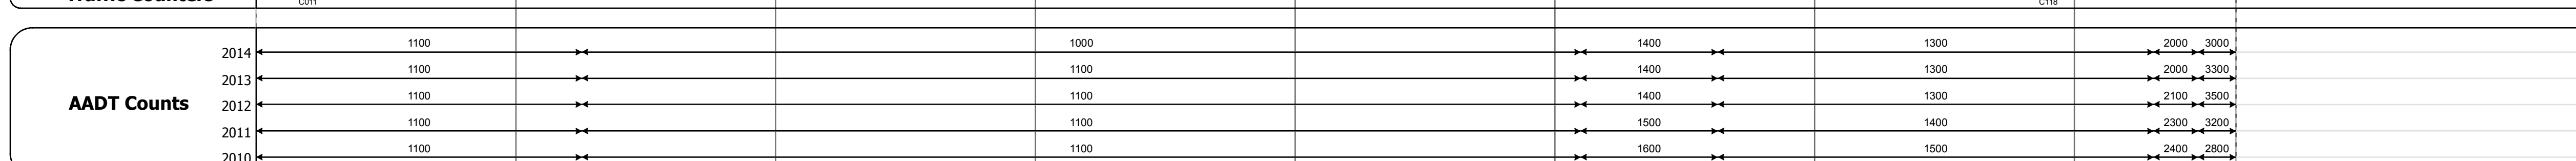 Traffic Counters
C011 C118
1100 1000 1400 1300 2000 3000
2014
1100 1100 1400 1300 2000 3300
2013
1100 1100 1400 1300 2100 3500
AADT Counts 2012
1100 1100 1500 1400 2300 3200
2011
1100 1100 1600 1500 2400 2800
2010